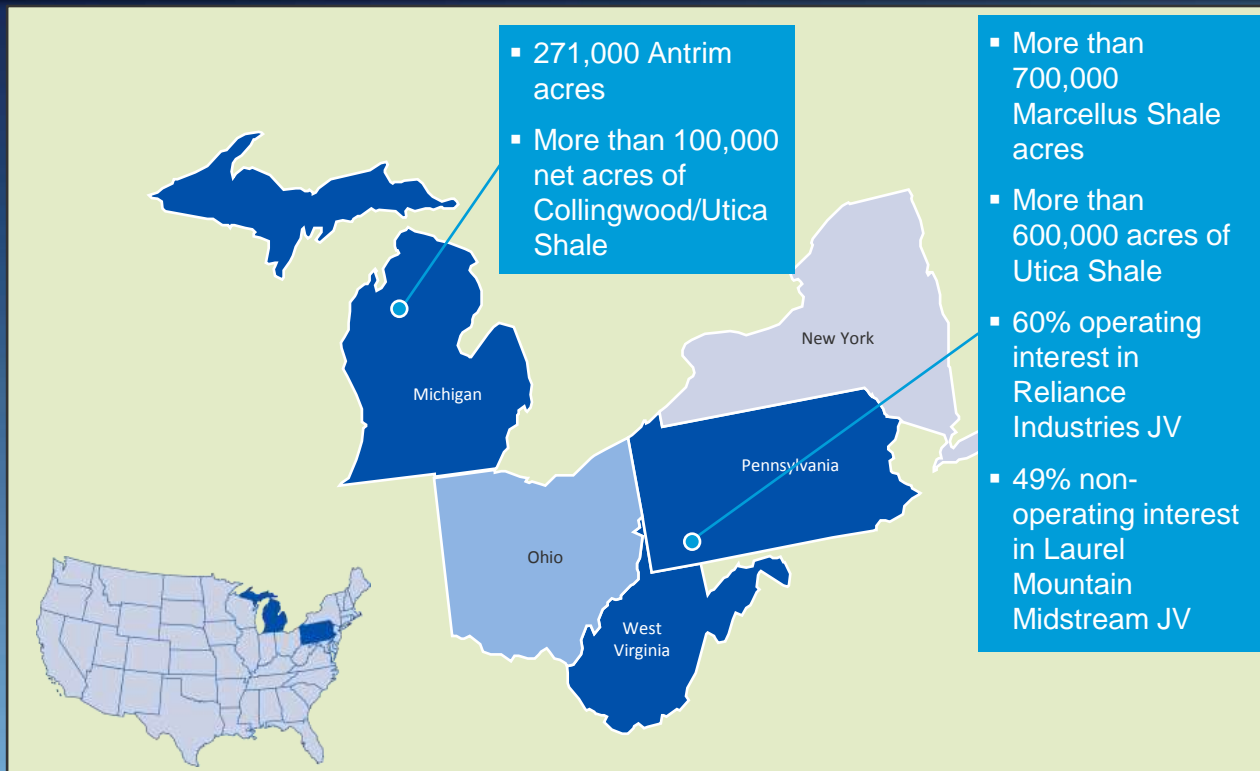 ▪ 271,000 Antrim
acres
▪ More than 100,000
net acres of
Collingwood/Utica
Shale
▪ More than
700,000
Marcellus Shale
acres
▪ More than
600,000 acres of
Utica Shale
▪ 60% operating
interest in
Reliance
Industries JV
▪ 49% non-
operating interest
in Laurel
Mountain
Midstream JV
New York
Michigan
Pennsylvania
Ohio
West
Virginia